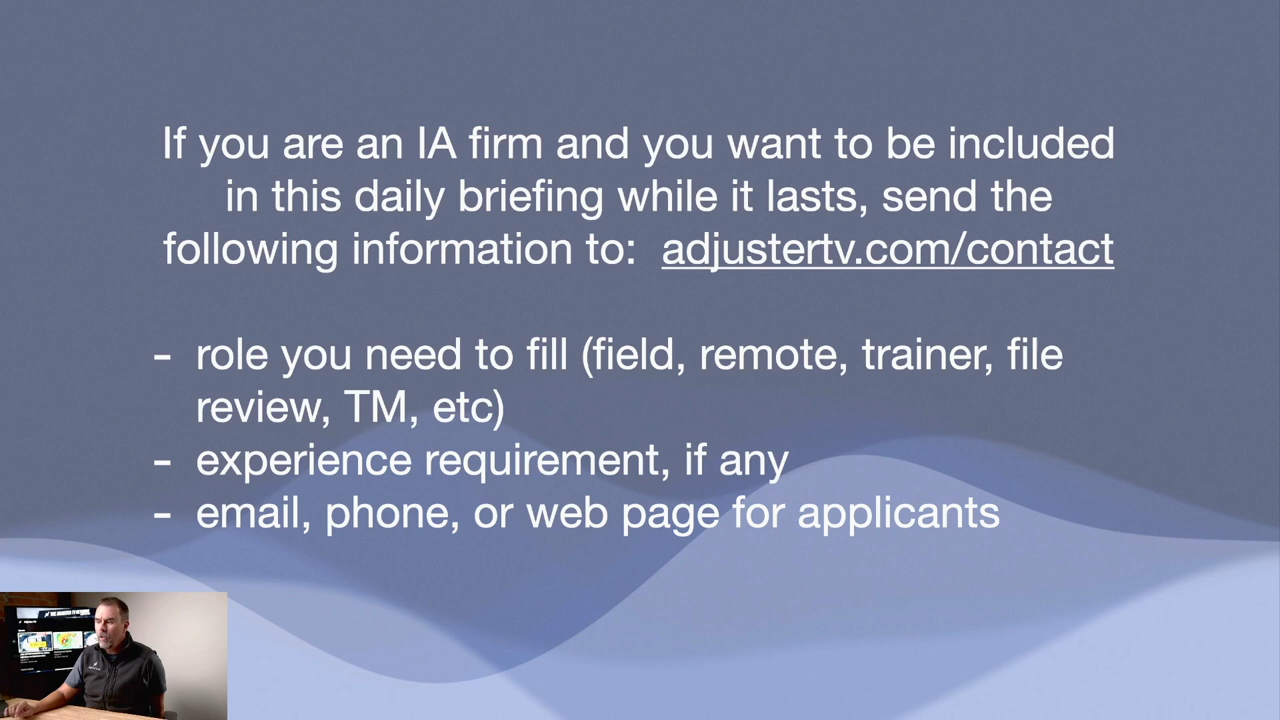 If you are an IA firm and you want to be included
in this daily briefing while it lasts, send the
following information to: adjustertv.com/contact
- role you need to fill (field, remote, trainer, file
review, TM, etc)
- experience requirement, if any
- email, phone, or web page for applicants